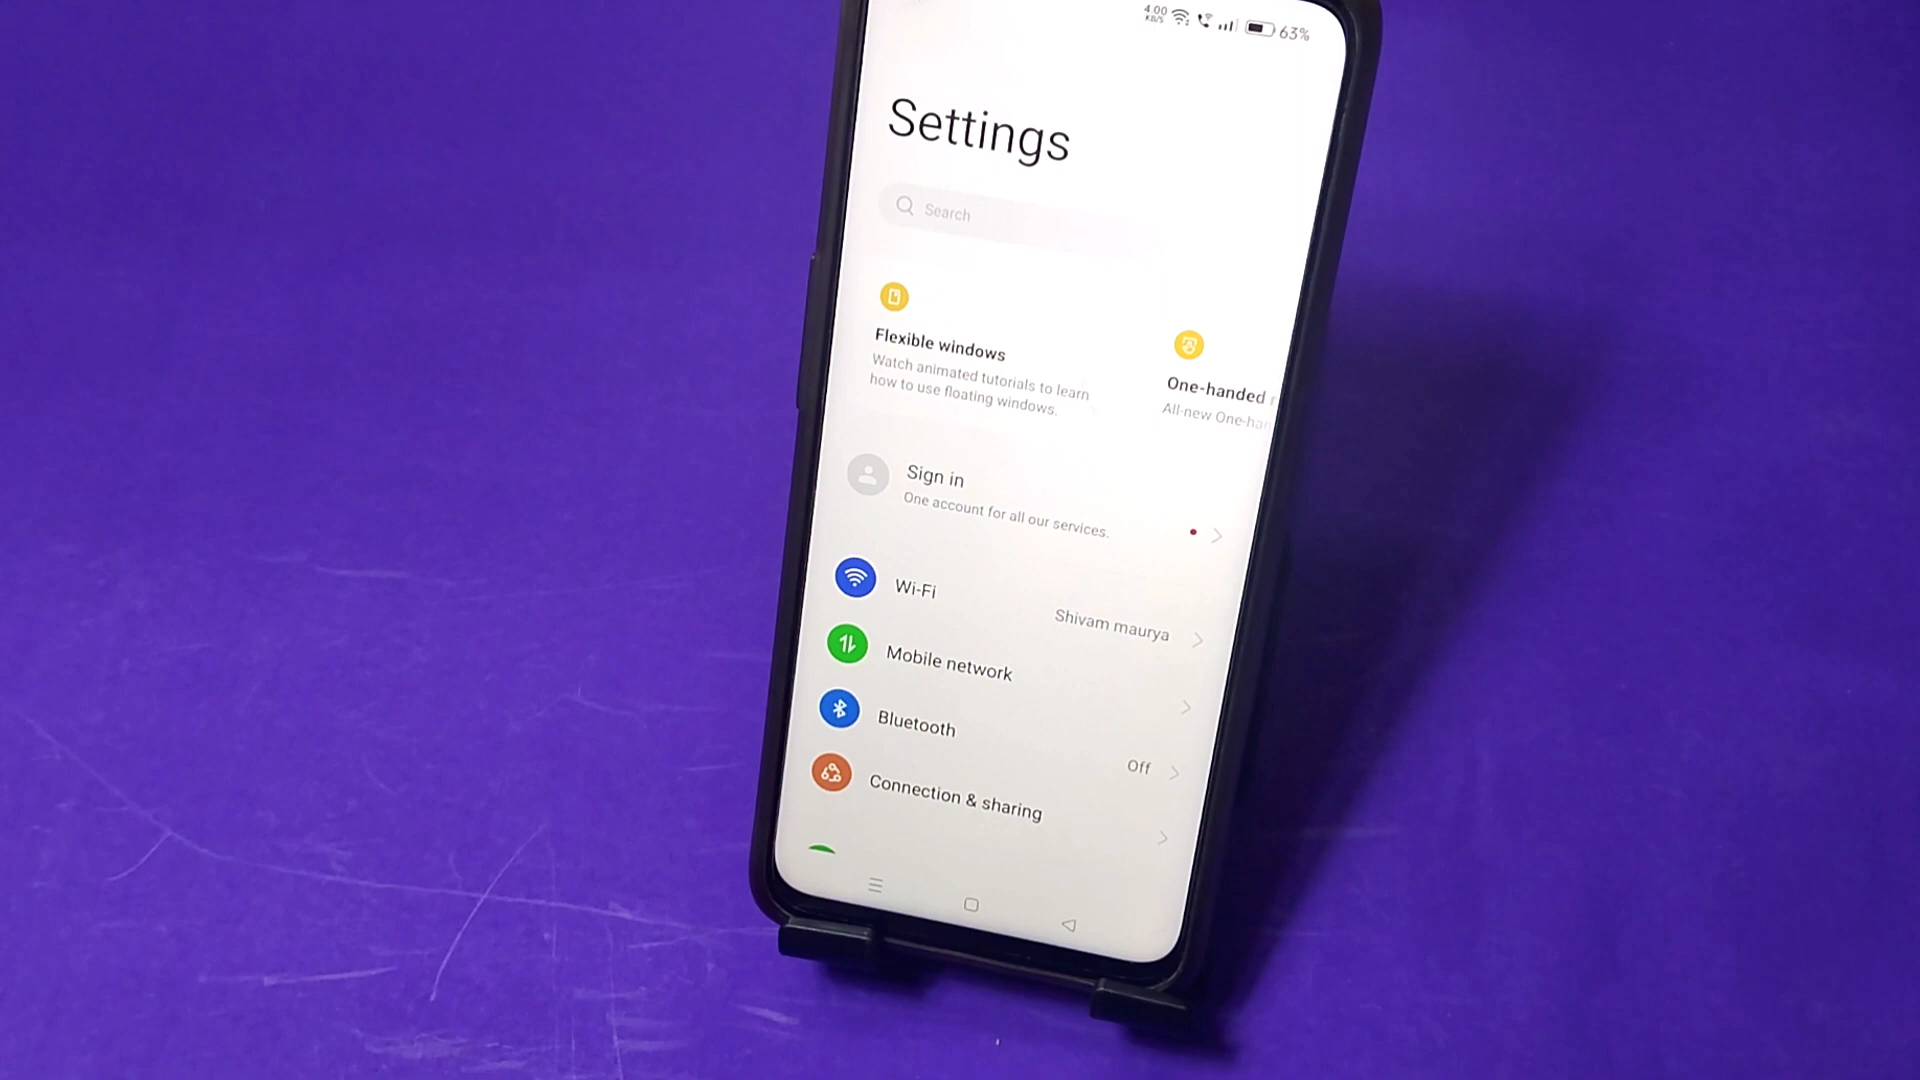 4.00
KB/S
63%
Settings
Search
Flexible windows
Watch animated tutorials to learn
how to use floating windows.
One-handed
All-new One-han
Sign in
One account for all our services.
Wi-Fi
Shivam maurya
Mobile network
Bluetooth
Off
Connection & sharing